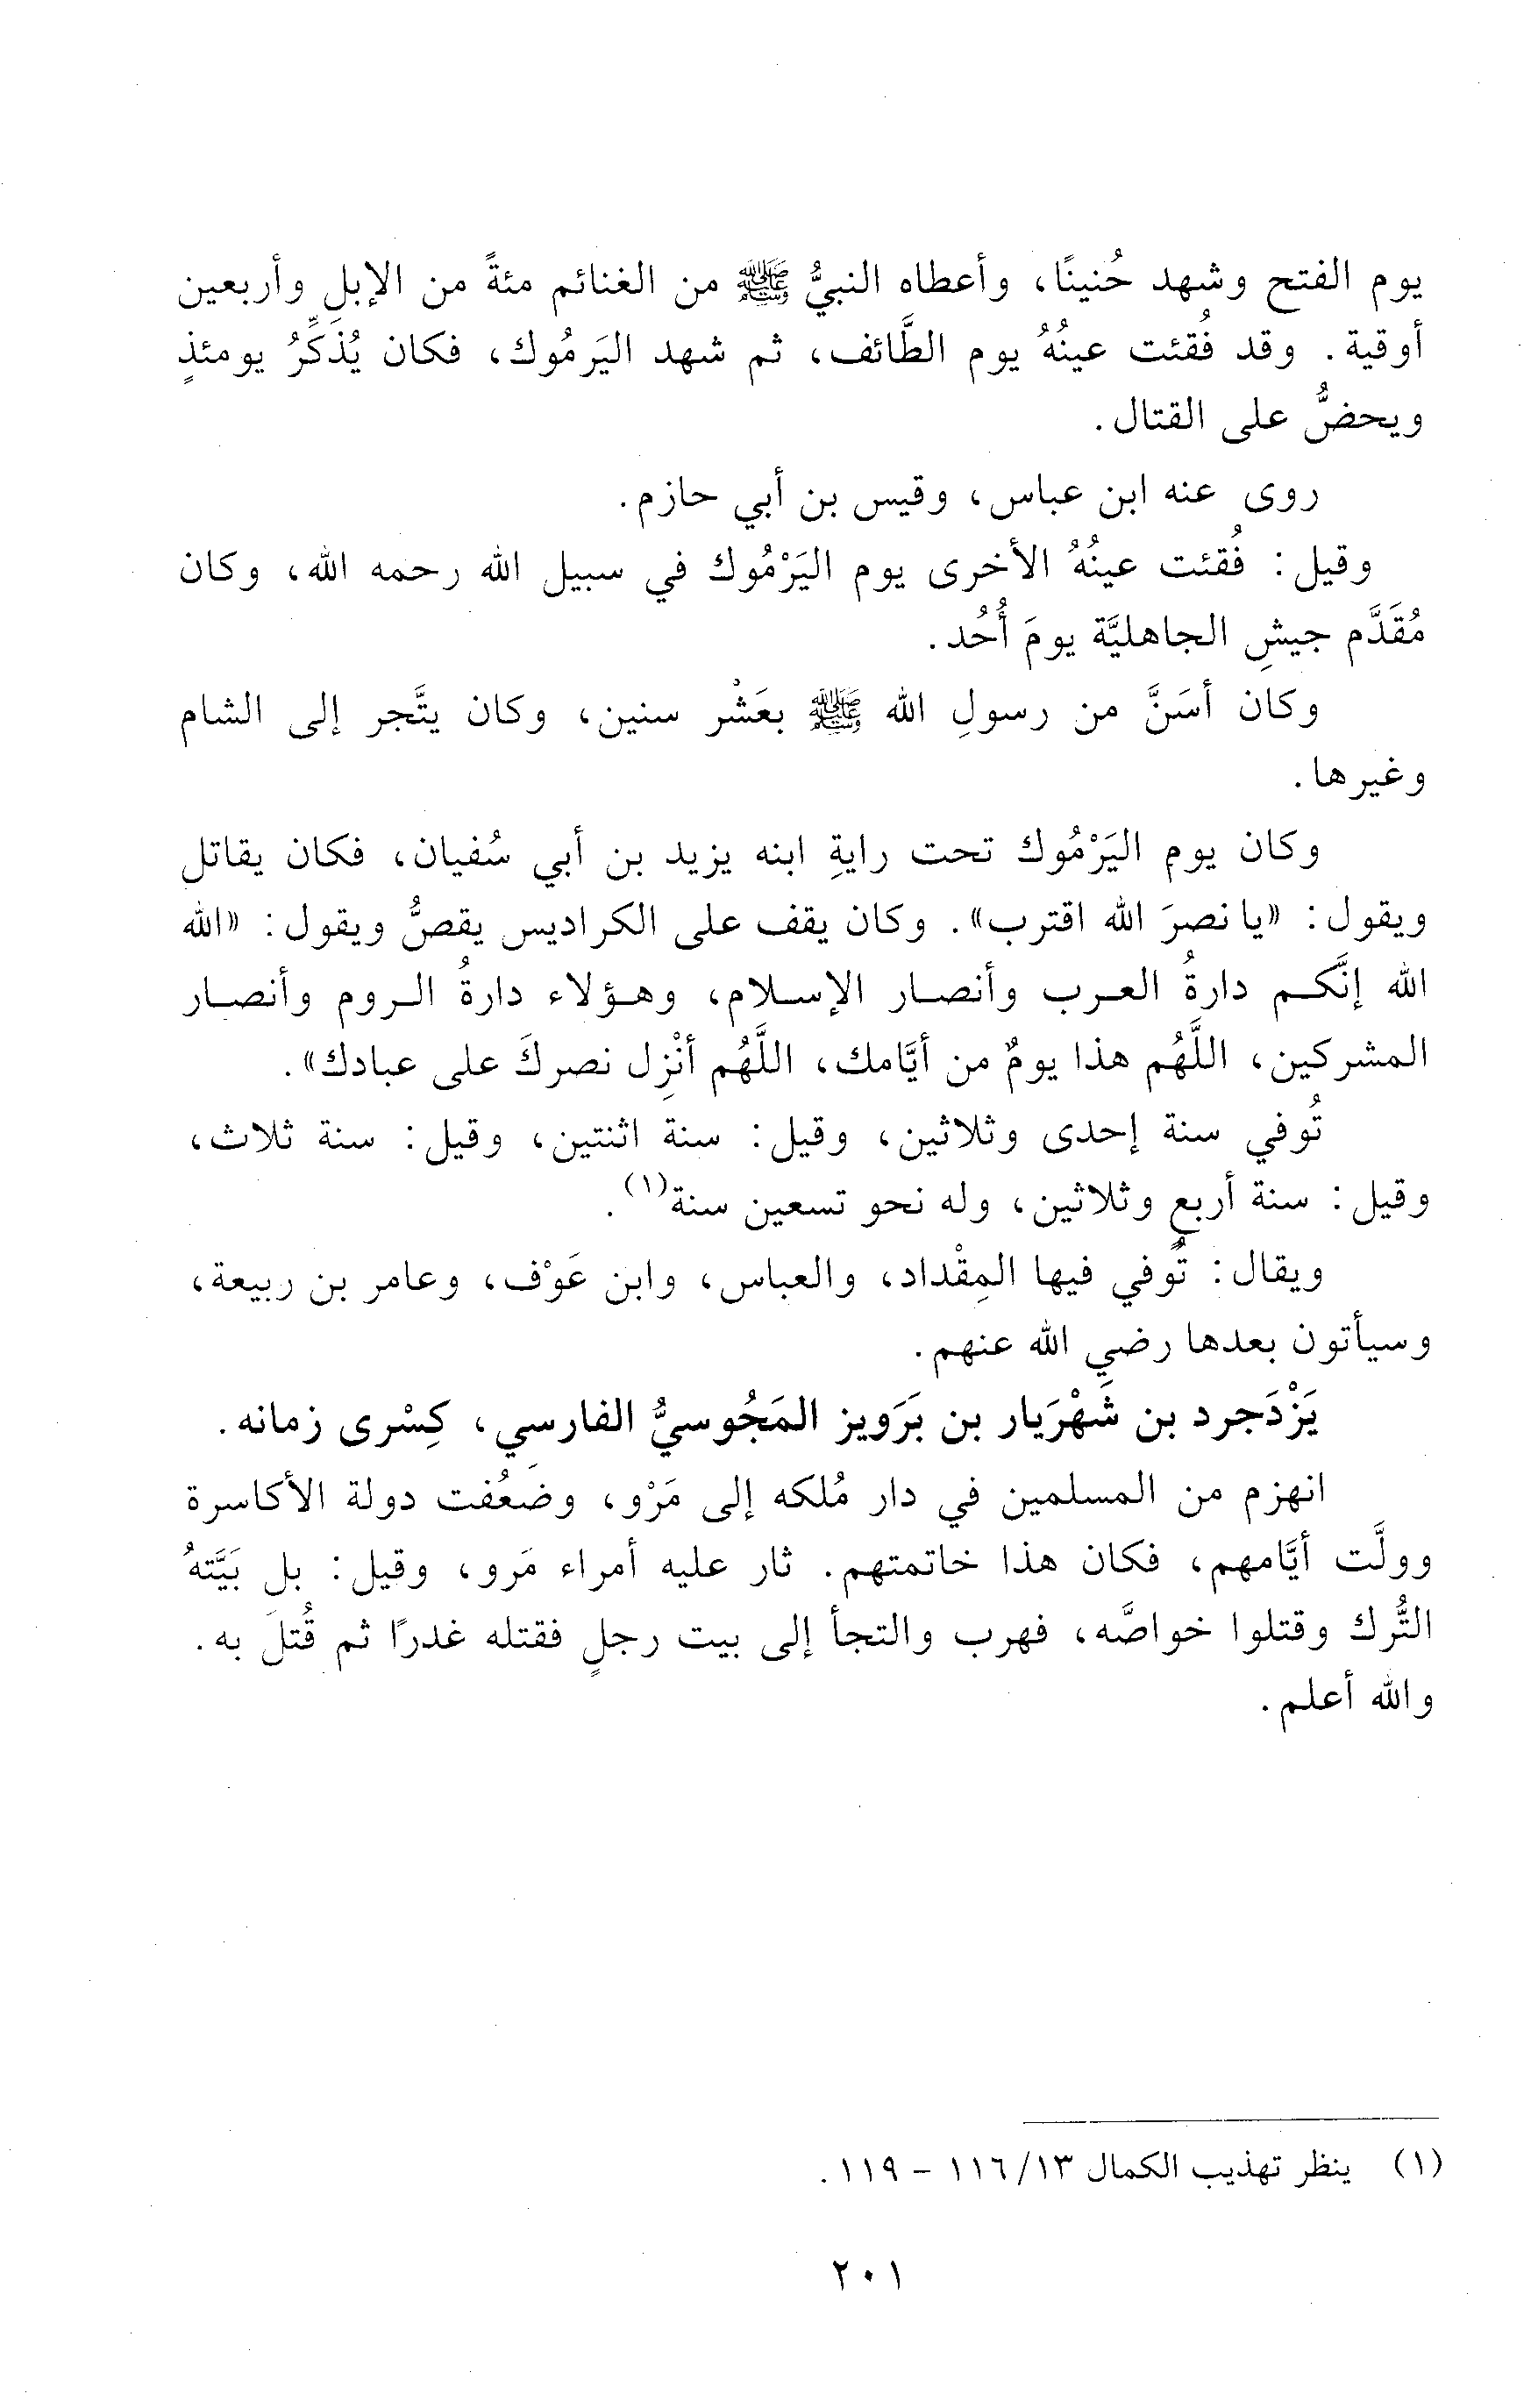 يوم الفتح وشهد حُنينًا، وأعطاه النبيُّ ﷺ من الغنائم مئةً من الإبل وأربعين
أوقية. وقد فُقئت عينُهُ يوم الطَّائف، ثم شهد اليَرمُوك، فكان يُذَكِّرُ يومئذٍ
ويحضُّ على القتال.
روى عنه ابن عباس، وقيس بن أبي حازم.
وقيل: فُقئت عينُهُ الأخرى يوم اليَرْمُوك في سبيل الله رحمه الله، وكان
مُقَدَّم جيشِ الجاهليَّة يومَ أُحُد.
وكان أسَنَّ من رسولِ الله ﷺ بعَشْر سنين، وكان يتَّجر إلى الشام
وغيرها.
وكان يوم اليَرْمُوك تحت رايةِ ابنه يزيد بن أبي سُفيان، فكان يقاتل
ويقول: «يا نصرَ الله اقترب». وكان يقف على الكراديس يقصُّ ويقول: «الله
الله إنَّكـم دارةُ العـرب وأنصـار الإسـلام، وهـؤلاء دارةُ الـروم وأنصـار
المشركين، اللَّهُم هذا يومٌ من أيَّامك، اللَّهُم أنْزِل نصركَ على عبادك».
تُوفي سنة إحدى وثلاثين، وقيل: سنة اثنتين، وقيل: سنة ثلاث،
وقيل: سنة أربع وثلاثين، وله نحو تسعين سنة(١).
ويقال: تُوفي فيها المِقْداد، والعباس، وابن عَوْف، وعامر بن ربيعة،
وسيأتون بعدها رضي الله عنهم.
يَزْدَجرد بن شَهْرَيار بن بَرَويز المَجُوسيُّ الفارسي، كِسْرى زمانه.
انهزم من المسلمين في دار مُلكه إلى مَرْو، وضَعُفت دولة الأكاسرة
وولَّت أيَّامهم، فكان هذا خاتمتهم. ثار عليه أمراء مَرو، وقيل: بل بَيَّتهُ
التُّرك وقتلوا خواصَّه، فهرب والتجأ إلى بيت رجلٍ فقتله غدرًا ثم قُتلَ به.
والله أعلم.
(١) ينظر تهذيب الكمال ١٣/ ١١٦ - ١١٩.
٢٠١